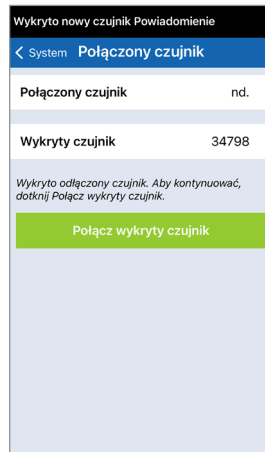 Wykryto nowy czujnik Powiadomienie
System Połączony czujnik
Połączony czujnik nd.
Wykryty czujnik 34798
Wykryto odłączony czujnik. Aby kontynuować,
dotknij Połącz wykryty czujnik.
Połącz wykryty czujnik